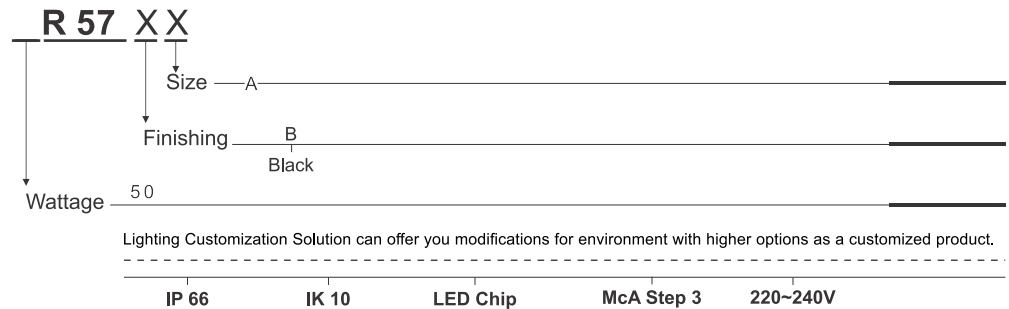 R 57 X X
Size A
Finishing B
Black
50
Wattage
Lighting Customization Solution can offer you modifications for environment with higher options as a customized product.
IP 66 IK 10 LED Chip McA Step 3 220~240V